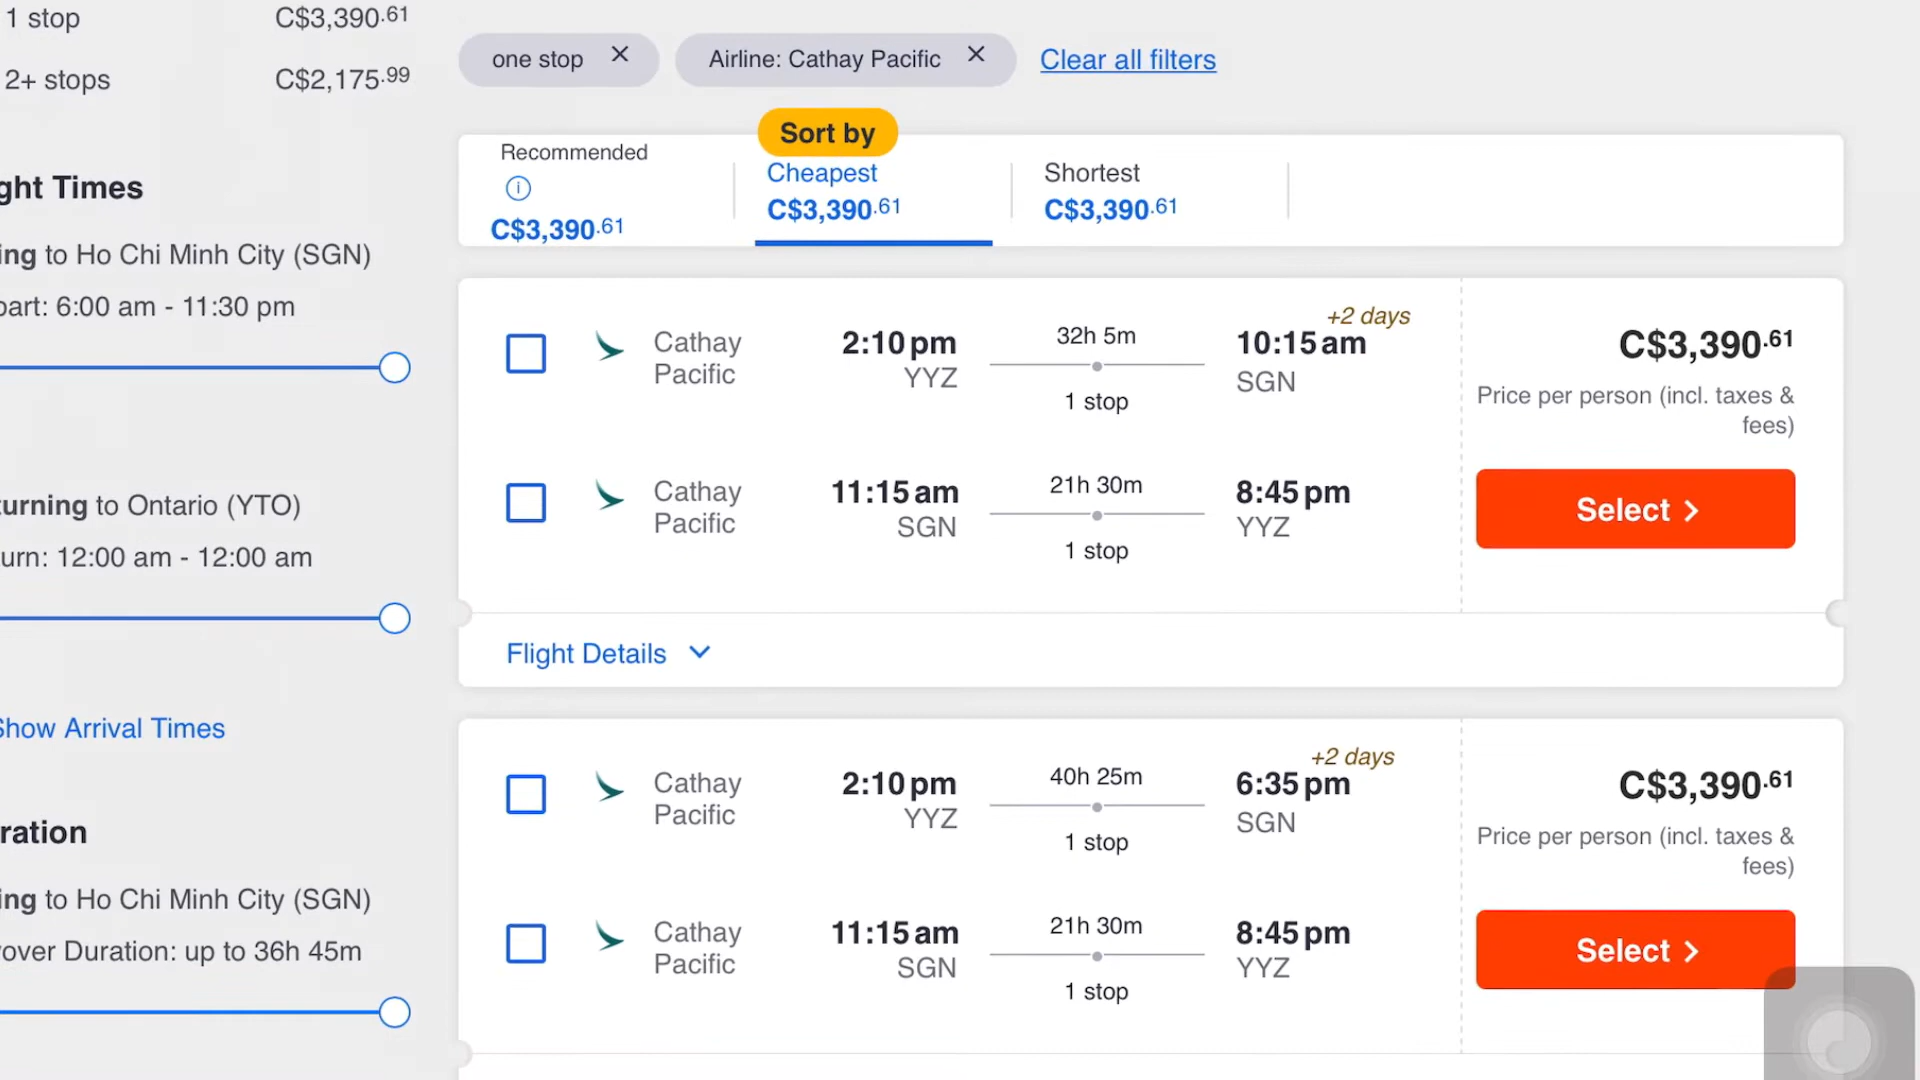 1 stop C$3,390.61
2+ stops C$2,175.99
ght Times
ing to Ho Chi Minh City (SGN)
part: 6:00 am - 11:30 pm
turning to Ontario (YTO)
urn: 12:00 am - 12:00 am
Show Arrival Times
ration
ing to Ho Chi Minh City (SGN)
over Duration: up to 36h 45m
one stop Airline: Cathay Pacific Clear all filters
Sort by
Recommended
C$3,390.61
Cheapest
C$3,390.61
Shortest
C$3,390.61
Cathay Pacific
2:10 pm
YYZ
32h 5m
1 stop
+2 days
10:15 am
SGN
Cathay Pacific
11:15 am
SGN
21h 30m
1 stop
8:45 pm
YYZ
C$3,390.61
Price per person (incl. taxes &
fees)
Select
Flight Details
Cathay Pacific
2:10 pm
YYZ
40h 25m
1 stop
+2 days
6:35 pm
SGN
Cathay Pacific
11:15 am
SGN
21h 30m
1 stop
8:45 pm
YYZ
C$3,390.61
Price per person (incl. taxes &
fees)
Select